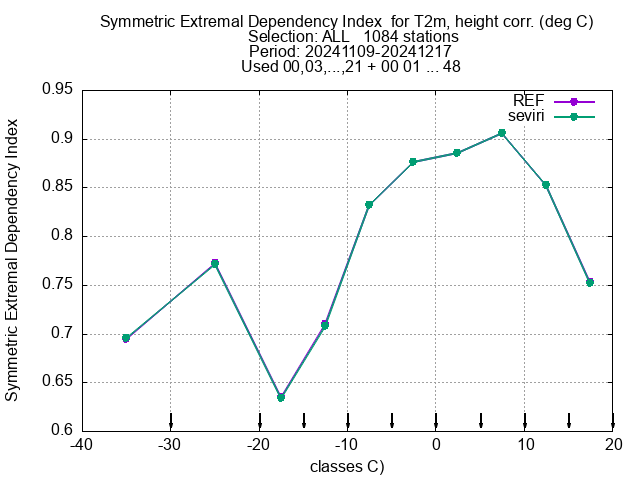 Symmetric Extremal Dependency Index  for T2m, height corr. (deg C)
Selection: ALL   1084 stations
Period: 20241109-20241217
Used 00,03,...,21 + 00 01 ... 48
REF
seviri
Symmetric Extremal Dependency Index
0.95
0.9
0.85
0.8
0.75
0.7
0.65
0.6
-40 -30 -20 -10 0 10 20
classes C)